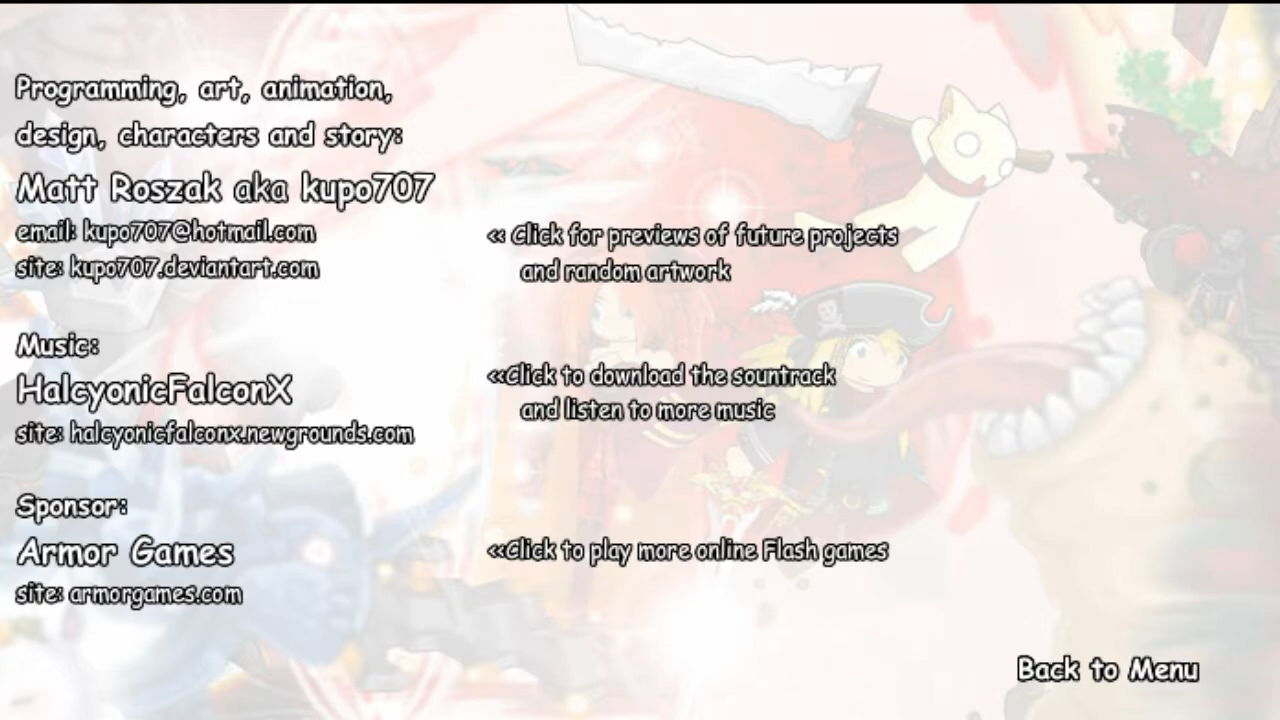 Programming, art, animation,
design, characters and story:
Matt Roszak aka kupo707
email: kupo707@hotmail.com
site: kupo707.deviantart.com
<< Click for previews of future projects
and random artwork
Music:
HalcyonicFalconX
site: halcyonicfalconx.newgrounds.com
<<Click to download the sountrack
and listen to more music
Sponsor:
Armor Games
site: armorgames.com
<<Click to play more online Flash games
Back to Menu